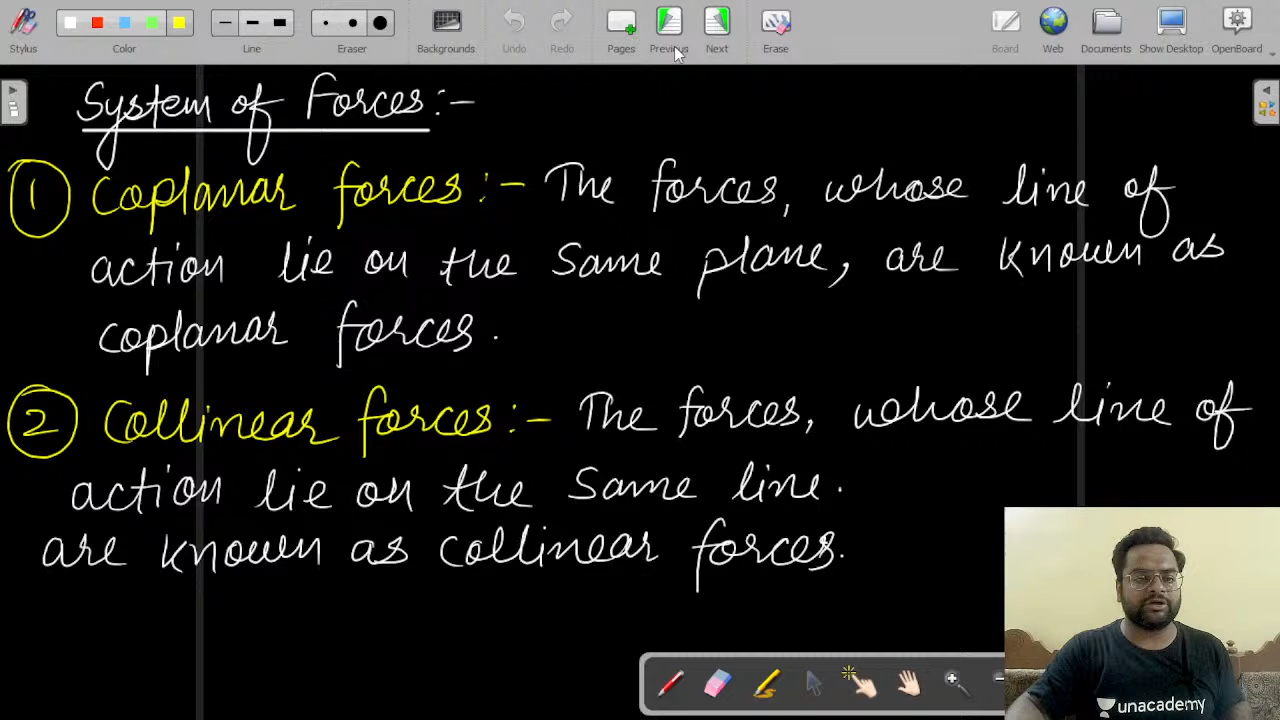 Stylus
Color
Line
Eraser
Backgrounds
Undo
Redo
Pages
Previous
Next
Erase
Board
Web
Documents
Show Desktop
OpenBoard
System of Forces:-
1 Coplanar forces:- The forces, whose line of
action lie on the same plane, are known as
coplanar forces.
2 Collinear forces:- The forces, whose line of
action lie on the same line.
are known as collinear forces.
unacademy